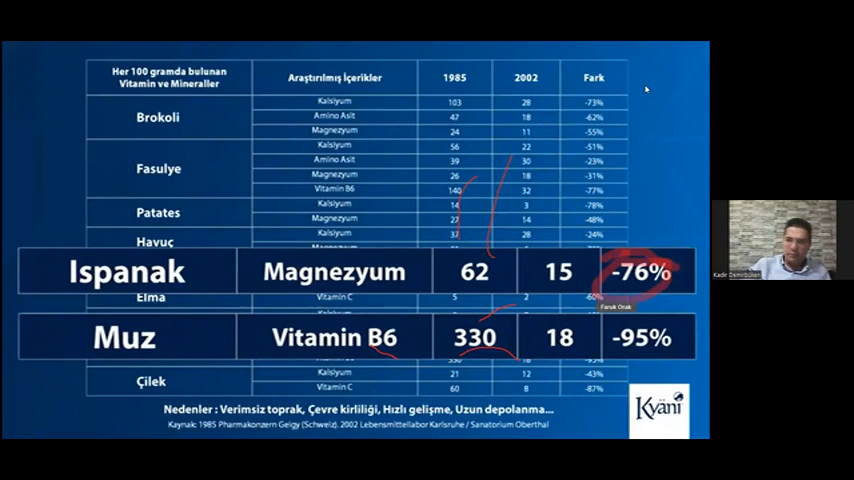 Her 100 gramda bulunan Vitamin ve Mineraller Araştırılmış İçerikler 1985 2002 Fark
Brokoli
Kalsiyum 103 28 -73%
Amino Asit 47 18 -62%
Magnezyum 24 11 -55%
Fasulye
Kalsiyum 56 22 -51%
Amino Asit 39 30 -23%
Magnezyum 26 18 -31%
Vitamin B6 140 32 -77%
Patates
Kalsiyum 14 3 -78%
Magnezyum 27 14 -48%
Havuç
Kalsiyum 37 28 -24%
Ispanak Magnezyum 62 15 -76%
Elma Vitamin C 5 2 -60%
Faruk Orak
Muz Vitamin B6 330 18 -95%
Çilek
Kalsiyum 21 12 -43%
Vitamin C 60 8 -87%
Nedenler : Verimsiz toprak, Çevre kirliliği, Hızlı gelişme, Uzun depolanma...
Kaynak: 1985 Pharmakonzern Geigy (Schweiz). 2002 Lebensmittellabor Karlsruhe / Sanatorium Oberthal
Kyäni
Kadir Demirbüken